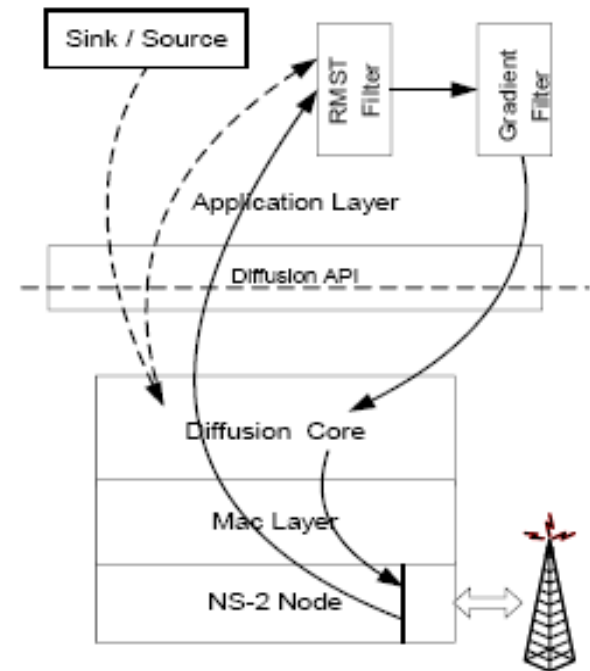 Sink / Source
RMST
Filter
Gradient
Filter
Application Layer
Diffusion API
Diffusion Core
Mac Layer
NS-2 Node